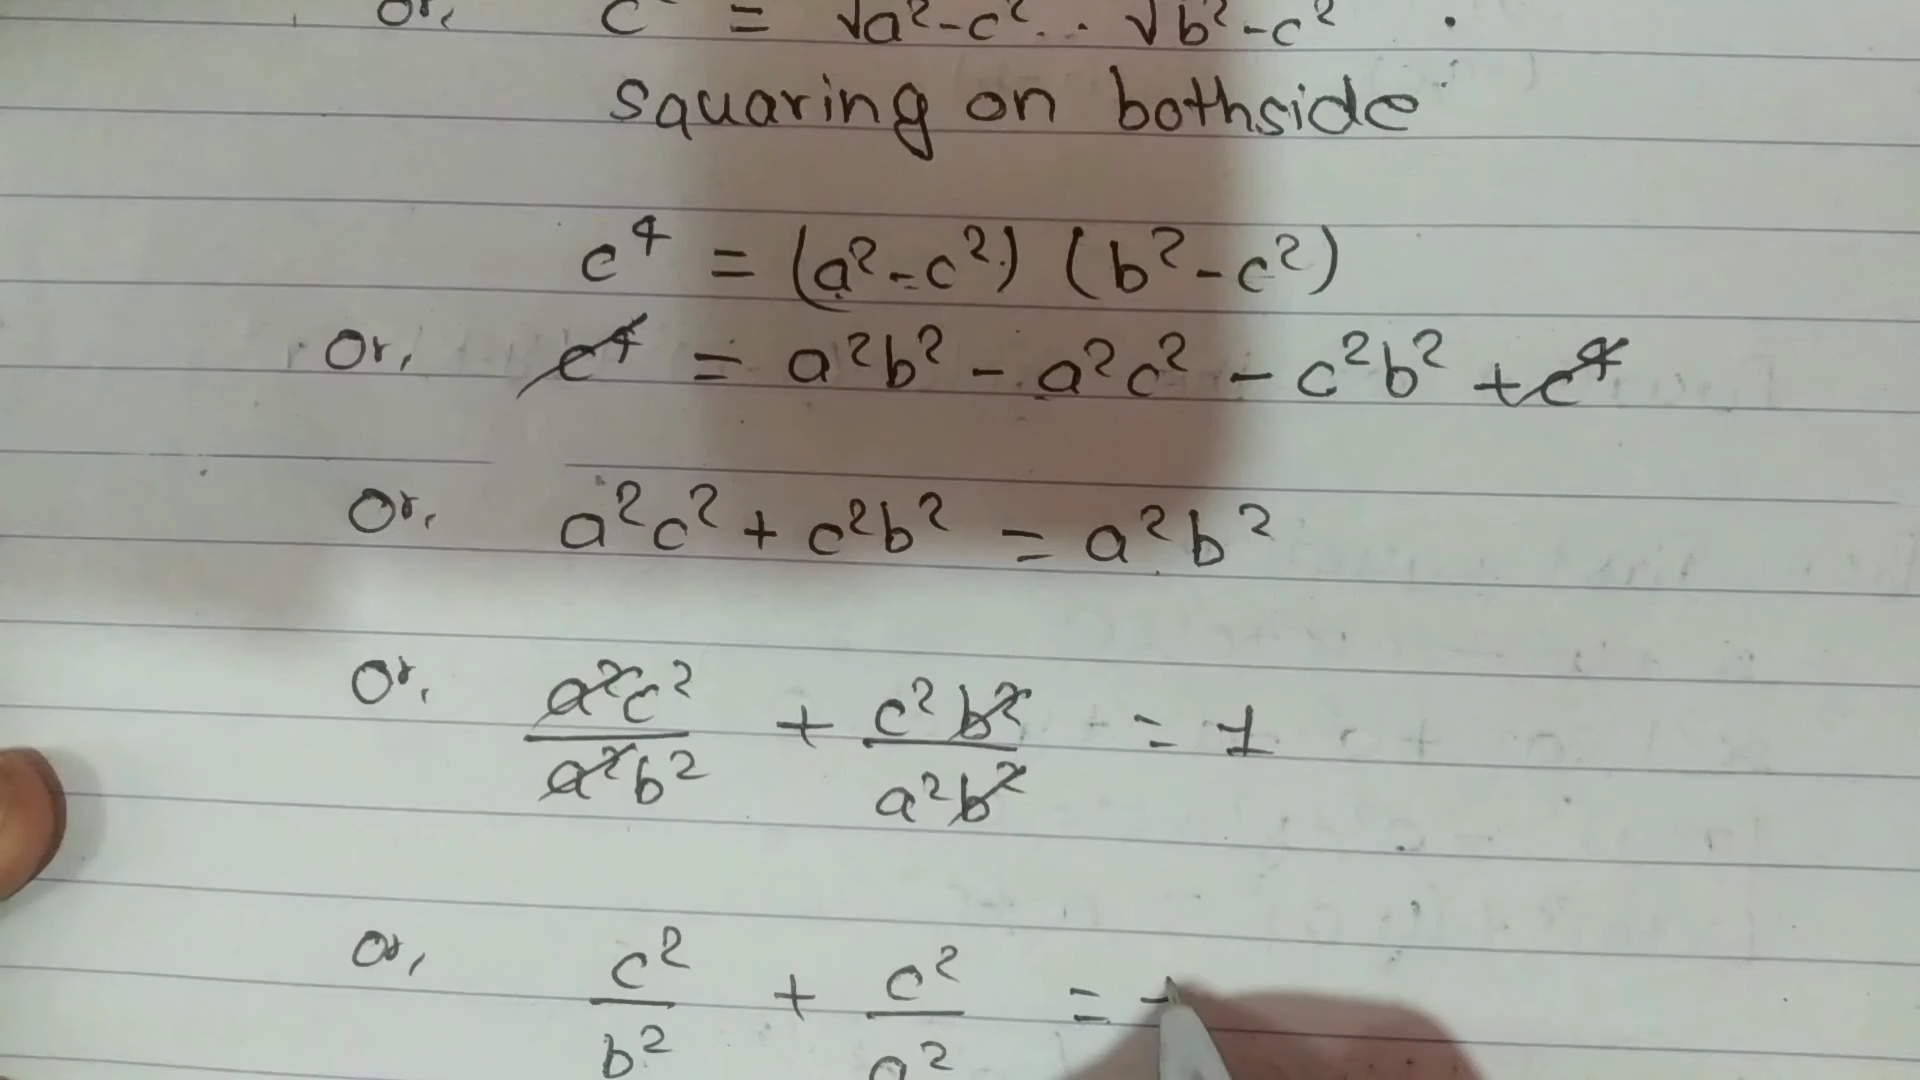 Or, c = √a²-c² . √b²-c²
squaring on bothside
c⁴ = (a²-c²) (b²-c²)
Or, c⁴ = a²b² - a²c² - c²b² + c⁴
Or, a²c² + c²b² = a²b²
Or, a²c²/a²b² + c²b²/a²b² = 1
Or, c²/b² + c²/a² =